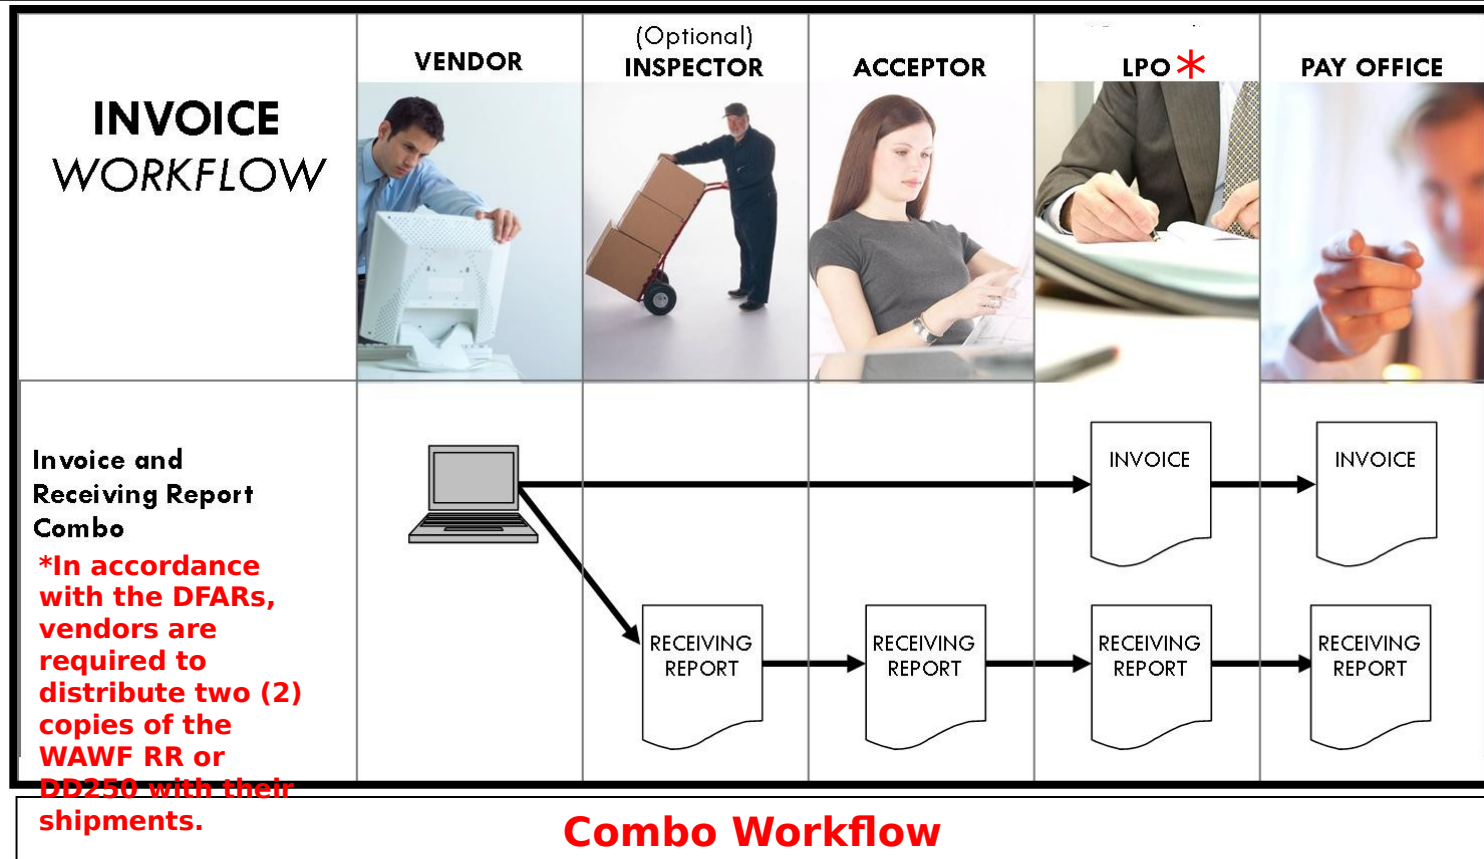 INVOICE
WORKFLOW
VENDOR
(Optional)
INSPECTOR
ACCEPTOR
LPO *
PAY OFFICE
Invoice and
Receiving Report
Combo
*In accordance
with the DFARs,
vendors are
required to
distribute two (2)
copies of the
WAWF RR or
DD250 with their
shipments.
INVOICE
INVOICE
RECEIVING
REPORT
RECEIVING
REPORT
RECEIVING
REPORT
RECEIVING
REPORT
Combo Workflow